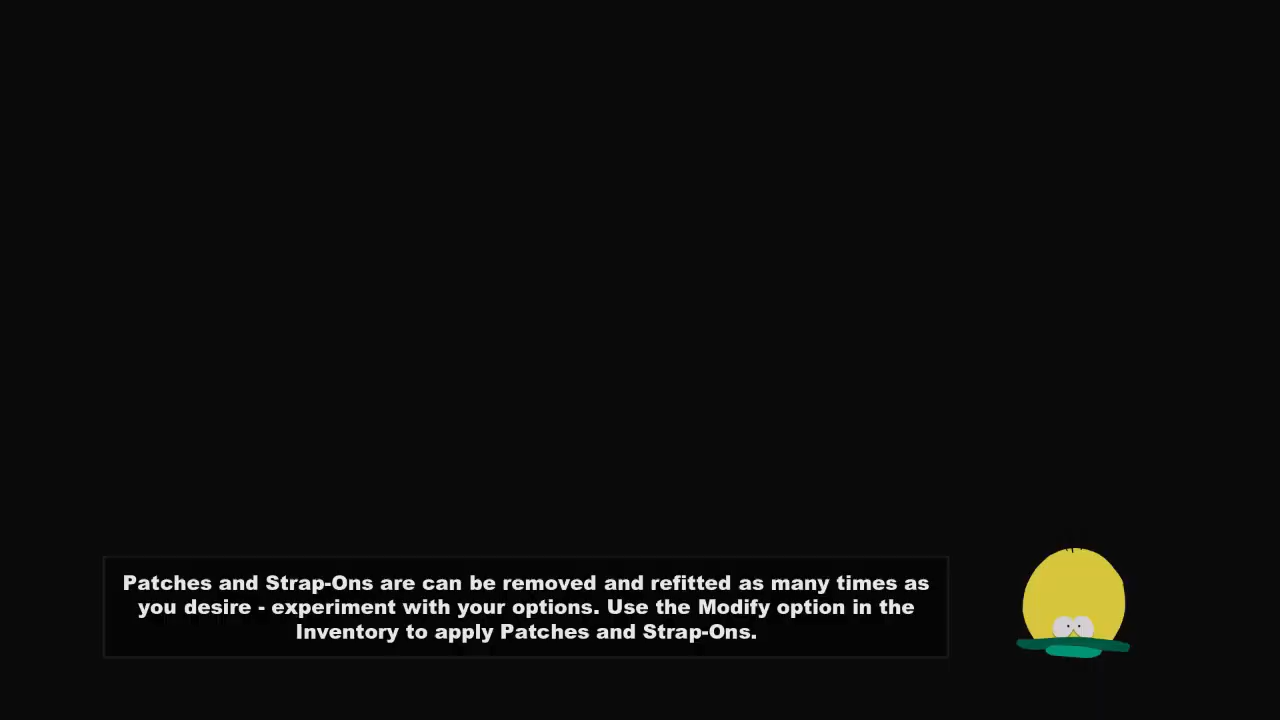 Patches and Strap-Ons are can be removed and refitted as many times as
you desire - experiment with your options. Use the Modify option in the
Inventory to apply Patches and Strap-Ons.